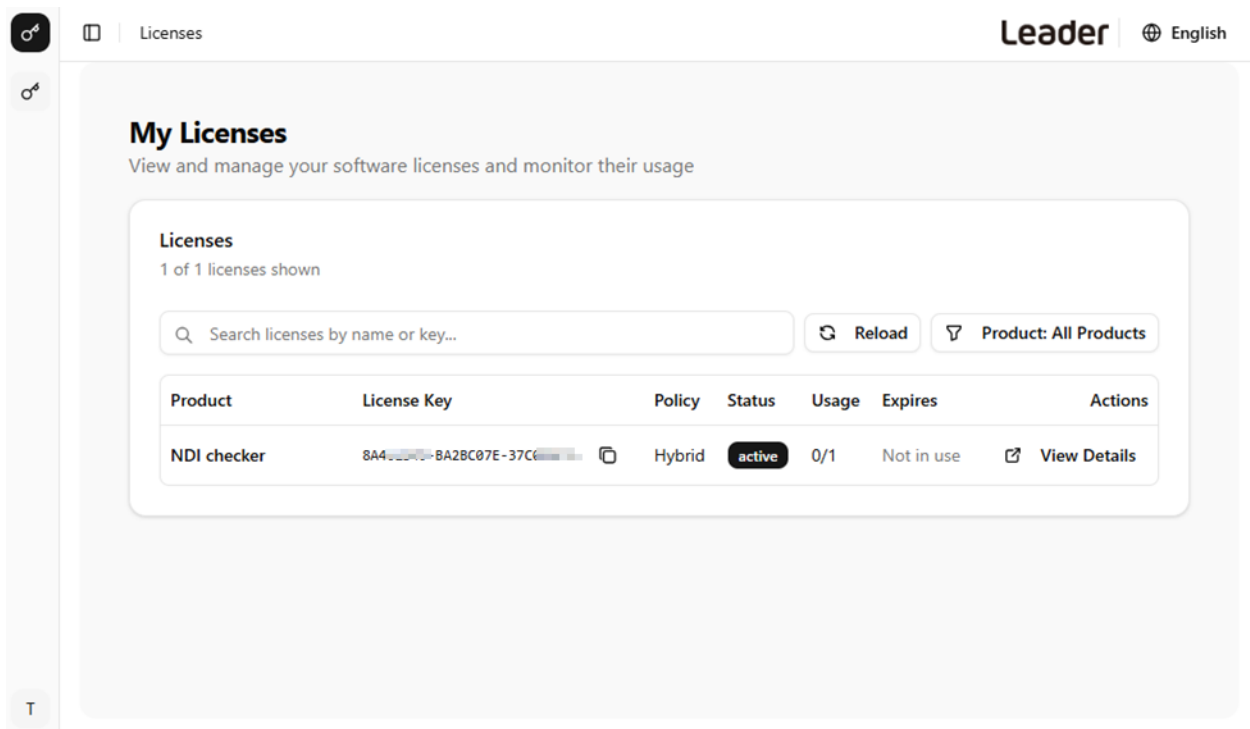 Licenses
Leader
English
My Licenses
View and manage your software licenses and monitor their usage
Licenses
1 of 1 licenses shown
Search licenses by name or key...
Reload
Product: All Products
Product License Key Policy Status Usage Expires Actions
NDI checker -BA2BC07E- Hybrid active 0/1 Not in use View Details
T